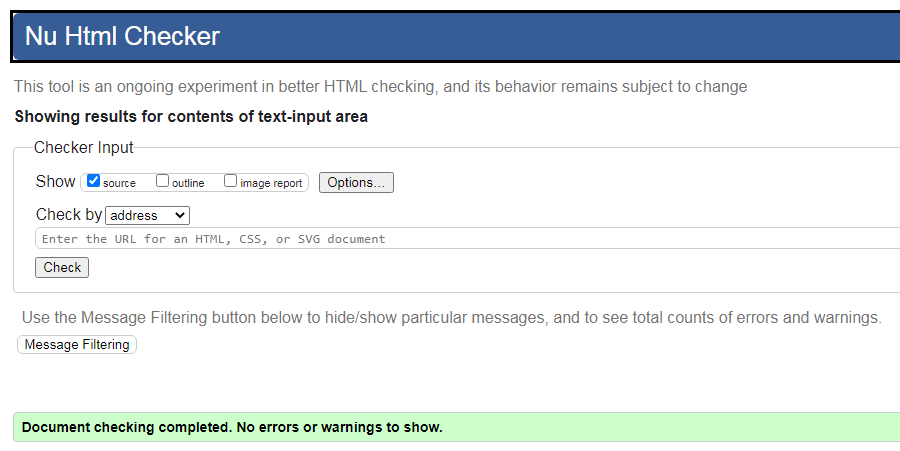 Nu Html Checker
This tool is an ongoing experiment in better HTML checking, and its behavior remains subject to change
Showing results for contents of text-input area
Checker Input
Show source outline image report Options...
Check by address
Enter the URL for an HTML, CSS, or SVG document
Check
Use the Message Filtering button below to hide/show particular messages, and to see total counts of errors and warnings.
Message Filtering
Document checking completed. No errors or warnings to show.